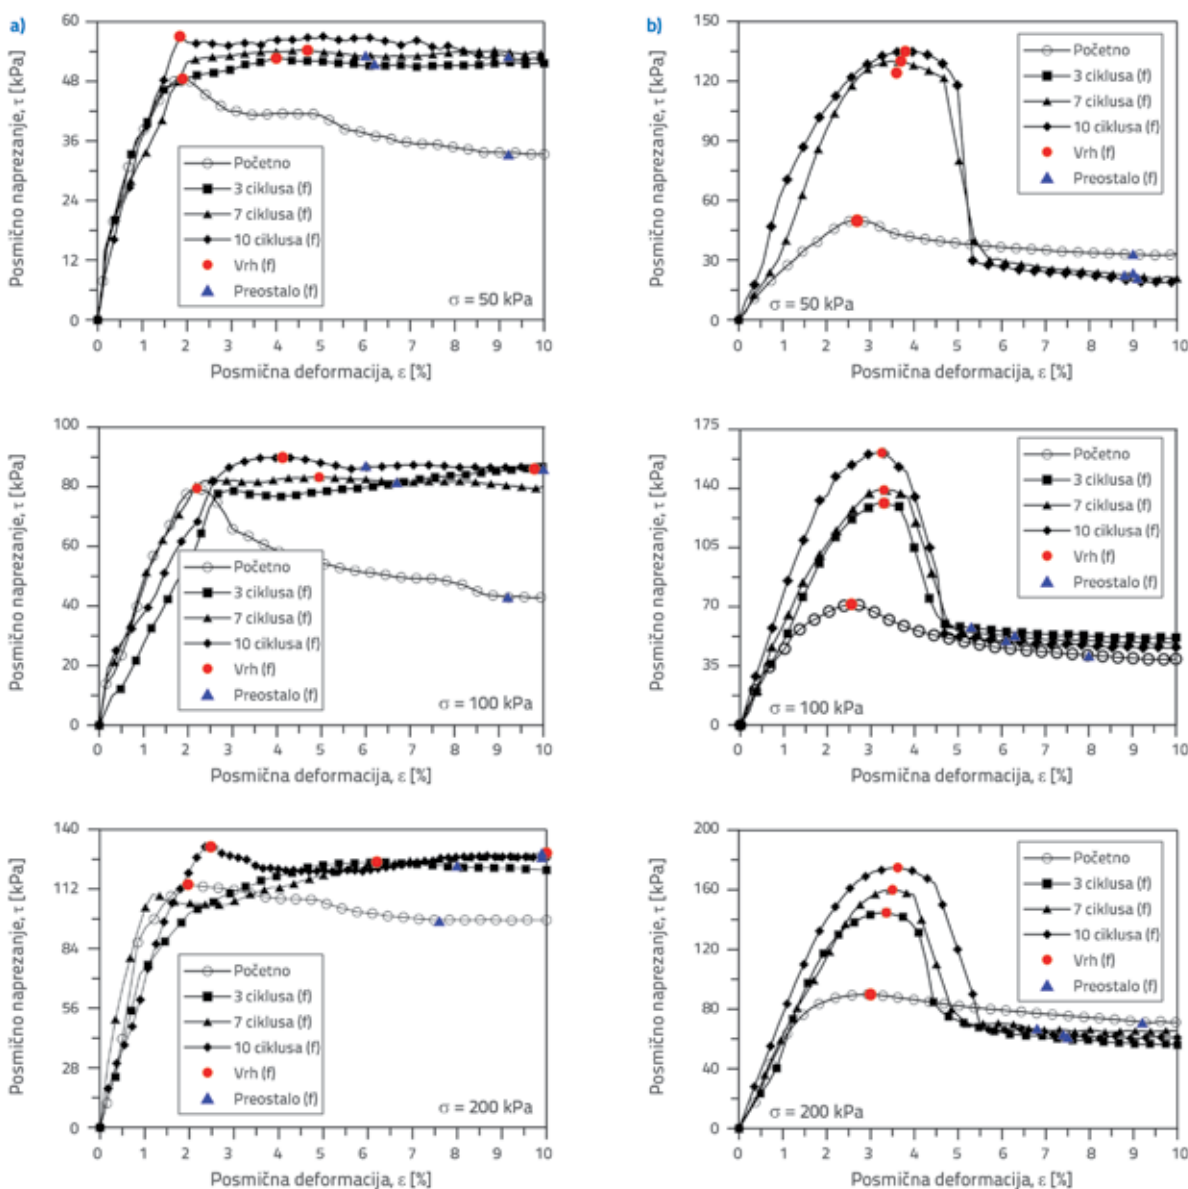 a)
Posmično naprezanje, τ [kPa]
60
48
36
24
12
0
Početno
3 ciklusa (f)
7 ciklusa (f)
10 ciklusa (f)
Vrh (f)
Preostalo (f)
σ = 50 kPa
0 1 2 3 4 5 6 7 8 9 10
Posmična deformacija, ε [%]
b)
Posmično naprezanje, τ [kPa]
150
120
90
60
30
0
Početno
3 ciklusa (f)
7 ciklusa (f)
10 ciklusa (f)
Vrh (f)
Preostalo (f)
σ = 50 kPa
0 1 2 3 4 5 6 7 8 9 10
Posmična deformacija, ε [%]
Posmično naprezanje, τ [kPa]
100
80
60
40
20
0
Početno
3 ciklusa (f)
7 ciklusa (f)
10 ciklusa (f)
Vrh (f)
Preostalo (f)
σ = 100 kPa
0 1 2 3 4 5 6 7 8 9 10
Posmična deformacija, ε [%]
Posmično naprezanje, τ [kPa]
175
140
105
70
35
0
Početno
3 ciklusa (f)
7 ciklusa (f)
10 ciklusa (f)
Vrh (f)
Preostalo (f)
σ = 100 kPa
0 1 2 3 4 5 6 7 8 9 10
Posmična deformacija, ε [%]
Posmično naprezanje, τ [kPa]
140
112
84
56
28
0
Početno
3 ciklusa (f)
7 ciklusa (f)
10 ciklusa (f)
Vrh (f)
Preostalo (f)
σ = 200 kPa
0 1 2 3 4 5 6 7 8 9 10
Posmična deformacija, ε [%]
Posmično naprezanje, τ [kPa]
200
160
120
80
40
0
Početno
3 ciklusa (f)
7 ciklusa (f)
10 ciklusa (f)
Vrh (f)
Preostalo (f)
σ = 200 kPa
0 1 2 3 4 5 6 7 8 9 10
Posmična deformacija, ε [%]